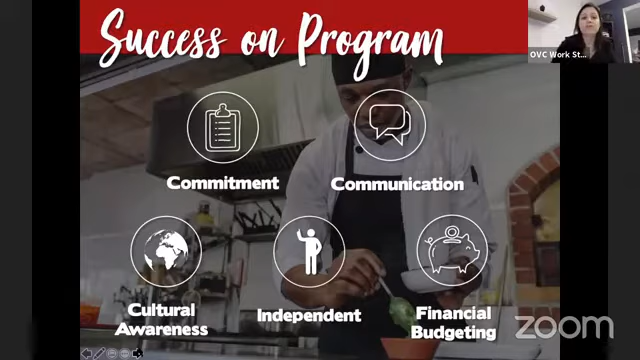 Success on Program
OVC Work St...
Commitment
Communication
Cultural
Awareness
Independent
Financial
Budgeting
zoom